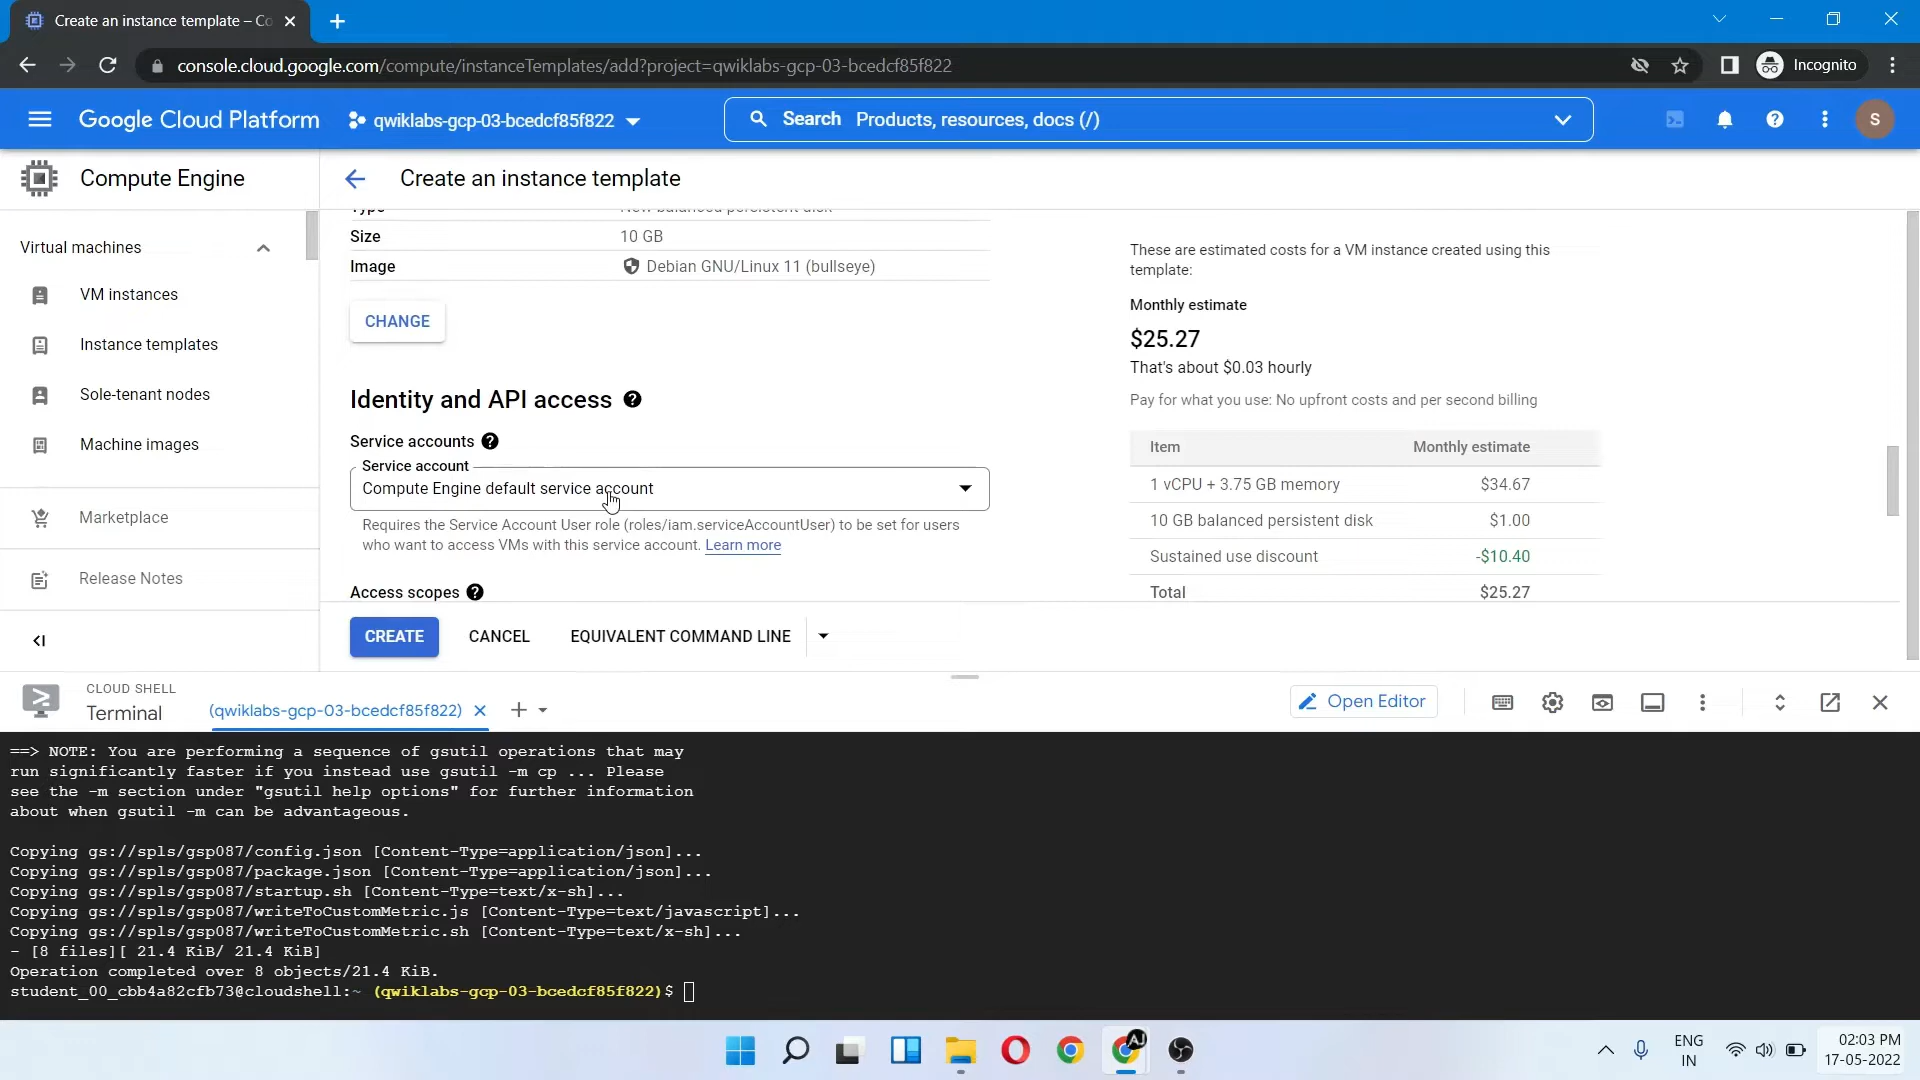 Create an instance template – Co
console.cloud.google.com/compute/instanceTemplates/add?project=qwiklabs-gcp-03-bcedcf85f822
Incognito
Google Cloud Platform
qwiklabs-gcp-03-bcedcf85f822
Search Products, resources, docs (/)
S
Compute Engine
Create an instance template
Virtual machines
VM instances
Instance templates
Sole-tenant nodes
Machine images
Marketplace
Release Notes
Type New balanced persistent disk
Size 10 GB
Image Debian GNU/Linux 11 (bullseye)
CHANGE
Identity and API access
Service accounts
Service account
Compute Engine default service account
Requires the Service Account User role (roles/iam.serviceAccountUser) to be set for users
who want to access VMs with this service account. Learn more
Access scopes
CREATE CANCEL EQUIVALENT COMMAND LINE
These are estimated costs for a VM instance created using this
template:
Monthly estimate
$25.27
That's about $0.03 hourly
Pay for what you use: No upfront costs and per second billing
Item Monthly estimate
1 vCPU + 3.75 GB memory $34.67
10 GB balanced persistent disk $1.00
Sustained use discount -$10.40
Total $25.27
CLOUD SHELL
Terminal
(qwiklabs-gcp-03-bcedcf85f822)
Open Editor
==> NOTE: You are performing a sequence of gsutil operations that may
run significantly faster if you instead use gsutil -m cp ... Please
see the -m section under "gsutil help options" for further information
about when gsutil -m can be advantageous.
Copying gs://spls/gsp087/config.json [Content-Type=application/json]...
Copying gs://spls/gsp087/package.json [Content-Type=application/json]...
Copying gs://spls/gsp087/startup.sh [Content-Type=text/x-sh]...
Copying gs://spls/gsp087/writeToCustomMetric.js [Content-Type=text/javascript]...
Copying gs://spls/gsp087/writeToCustomMetric.sh [Content-Type=text/x-sh]...
- [8 files][ 21.4 KiB/ 21.4 KiB]
Operation completed over 8 objects/21.4 KiB.
student_00_cbb4a82cfb73@cloudshell:~ (qwiklabs-gcp-03-bcedcf85f822)$
AJ
ENG
IN
02:03 PM
17-05-2022